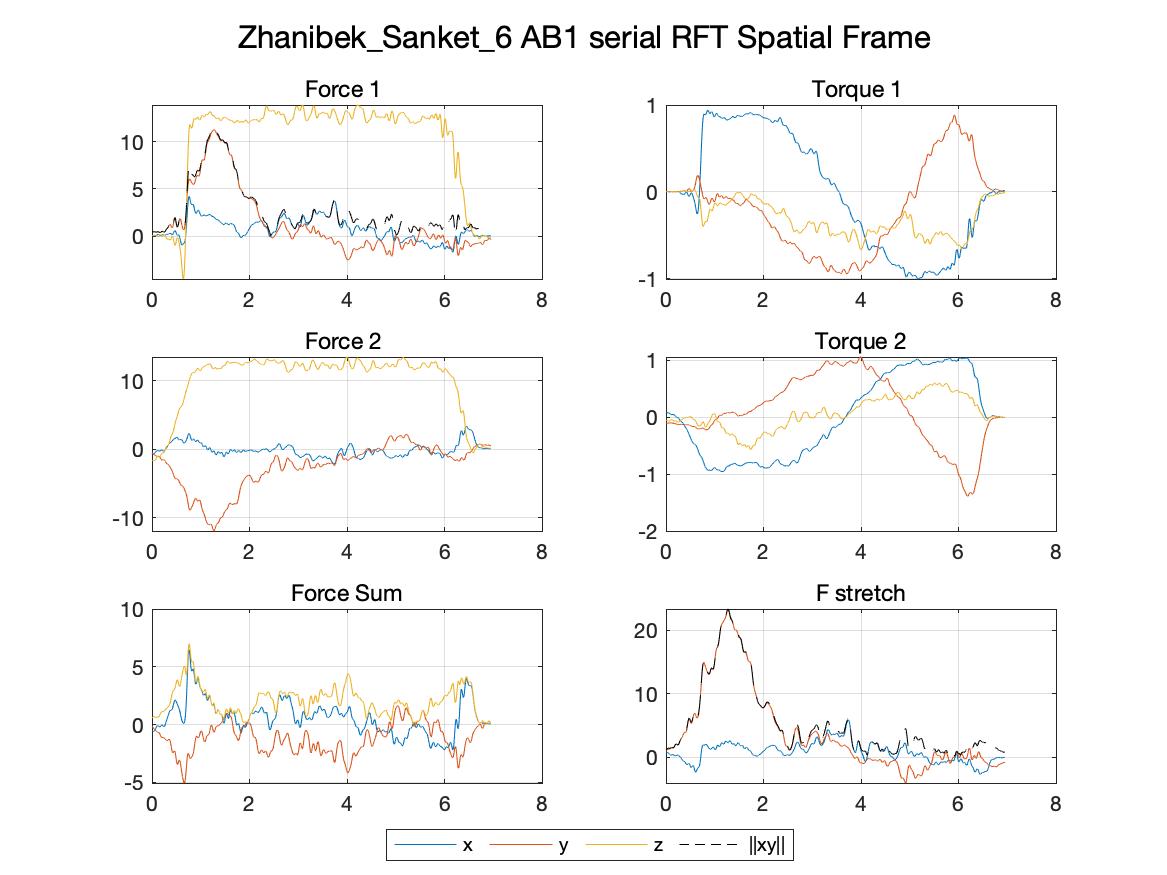 Zhanibek_Sanket_6 AB1 serial RFT Spatial Frame
Force 1
10
5
0
0 2 4 6 8
Torque 1
1
0
-1
0 2 4 6 8
Force 2
10
0
-10
0 2 4 6 8
Torque 2
1
0
-1
-2
0 2 4 6 8
Force Sum
10
5
0
-5
0 2 4 6 8
F stretch
20
10
0
0 2 4 6 8
x y z ||xy||